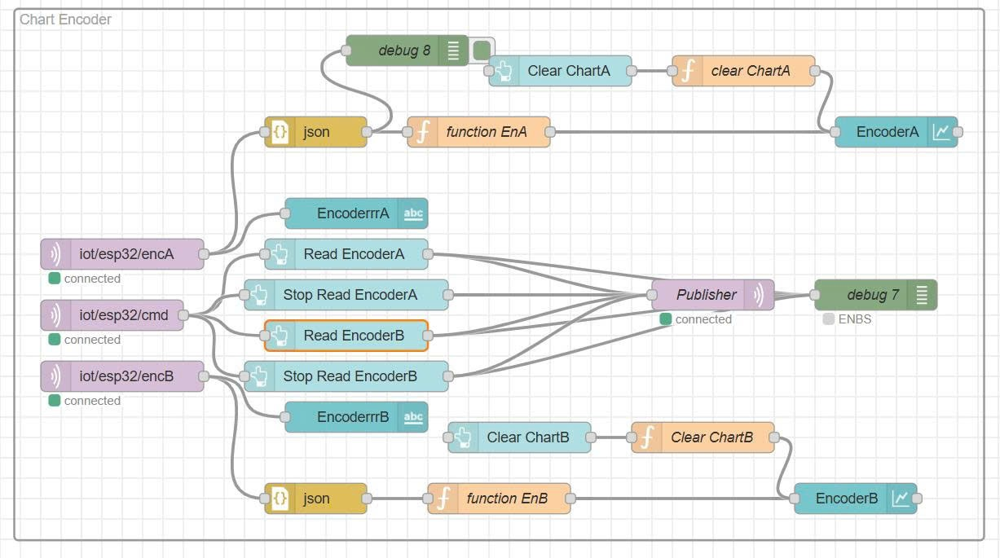 Chart Encoder
debug 8
Clear ChartA
clear ChartA
json
function EnA
EncoderA
EncoderrrA
abc
iot/esp32/encA
connected
Read EncoderA
Stop Read EncoderA
Publisher
connected
debug 7
ENBS
iot/esp32/cmd
connected
Read EncoderB
iot/esp32/encB
connected
Stop Read EncoderB
EncoderrrB
abc
Clear ChartB
Clear ChartB
json
function EnB
EncoderB